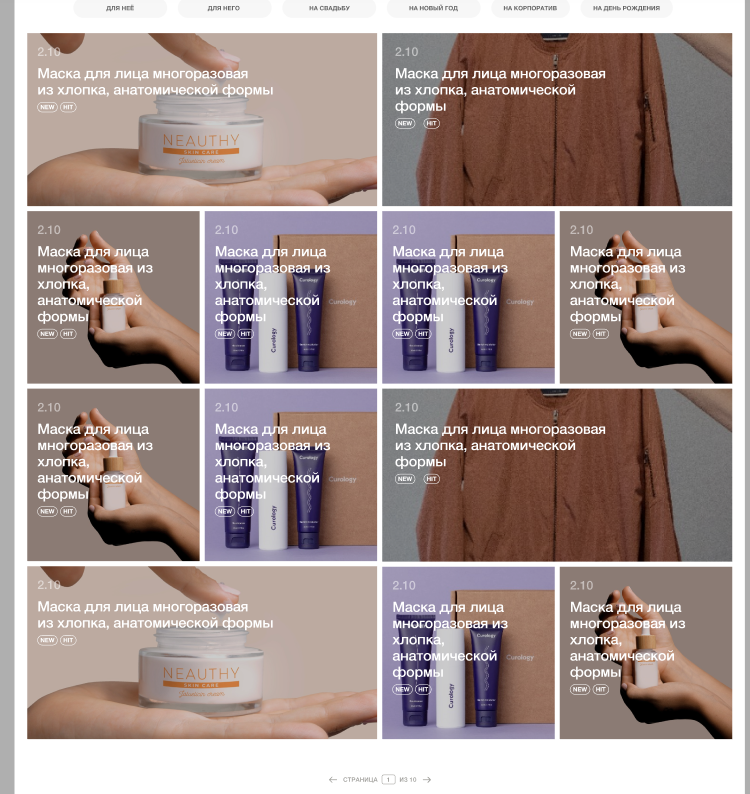 ДЛЯ НЕЁ
ДЛЯ НЕГО
НА СВАДЬБУ
НА НОВЫЙ ГОД
НА КОРПОРАТИВ
НА ДЕНЬ РОЖДЕНИЯ
2.10
Маска для лица многоразовая
из хлопка, анатомической формы
NEW HIT
NEAUTHY
SKIN CARE
2.10
Маска для лица многоразовая
из хлопка, анатомической
формы
NEW HIT
2.10
Маска для лица
многоразовая из
хлопка,
анатомической
формы
NEW HIT
2.10
Маска для лица
многоразовая из
хлопка,
анатомической
формы
NEW HIT
Curology
Curology
Curology
2.10
Маска для лица
многоразовая из
хлопка,
анатомической
формы
NEW HIT
Curology
Curology
Curology
2.10
Маска для лица
многоразовая из
хлопка,
анатомической
формы
NEW HIT
2.10
Маска для лица
многоразовая из
хлопка,
анатомической
формы
NEW HIT
2.10
Маска для лица
многоразовая из
хлопка,
анатомической
формы
NEW HIT
Curology
Curology
Curology
2.10
Маска для лица многоразовая
из хлопка, анатомической
формы
NEW HIT
2.10
Маска для лица многоразовая
из хлопка, анатомической формы
NEW HIT
NEAUTHY
SKIN CARE
2.10
Маска для лица
многоразовая из
хлопка,
анатомической
формы
NEW HIT
Curology
Curology
Curology
2.10
Маска для лица
многоразовая из
хлопка,
анатомической
формы
NEW HIT
СТРАНИЦА 1 ИЗ 10